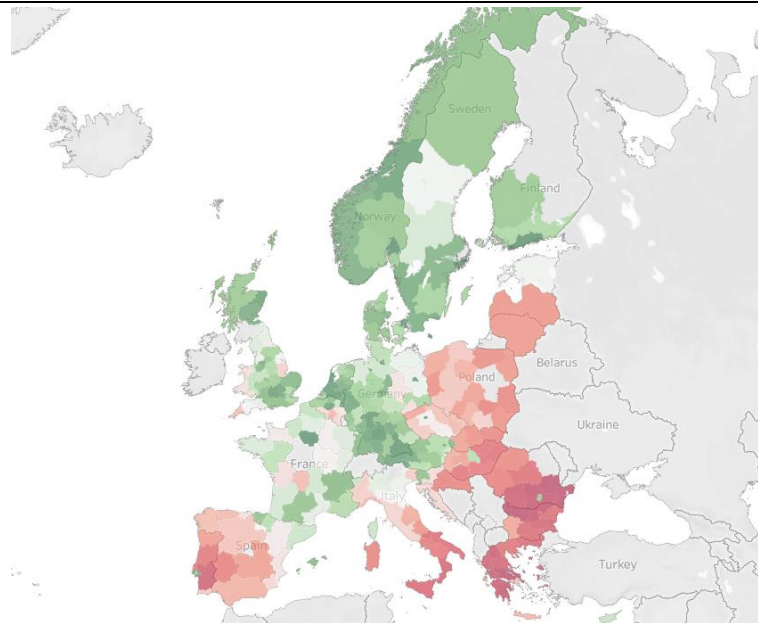 Sweden
Finland
Norway
Belarus
Poland
Germany
Ukraine
France
Italy
Spain
Turkey